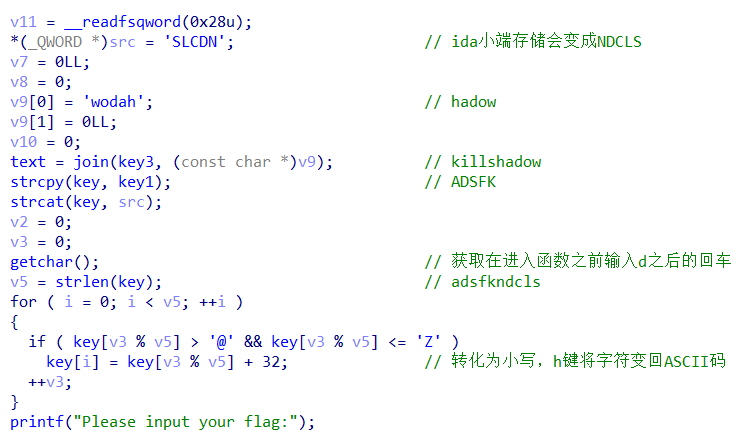 v11 = __readfsqword(0x28u);
*(_QWORD *)src = 'SLCDN'; // ida小端存储会变成NDCLS
v7 = 0LL;
v8 = 0;
v9[0] = 'wodah'; // hadow
v9[1] = 0LL;
v10 = 0;
text = join(key3, (const char *)v9); // killshadow
strcpy(key, key1); // ADSFK
strcat(key, src);
v2 = 0;
v3 = 0;
getchar(); // 获取在进入函数之前输入d之后的回车
v5 = strlen(key); // adsfkndcls
for ( i = 0; i < v5; ++i )
{
if ( key[v3 % v5] > '@' && key[v3 % v5] <= 'Z' )
key[i] = key[v3 % v5] + 32; // 转化为小写，h键将字符变回ASCII码
++v3;
}
printf("Please input your flag:");